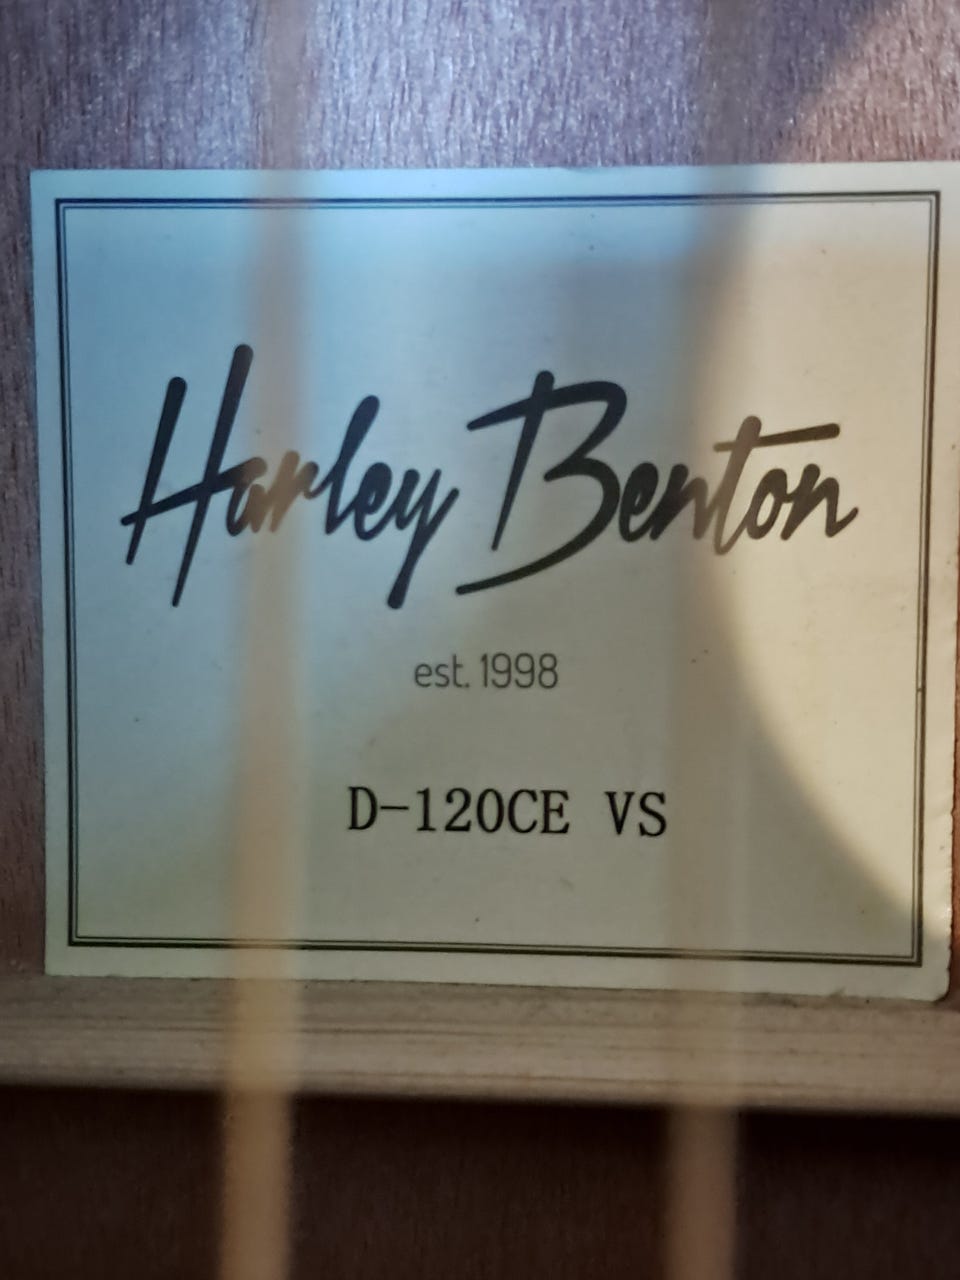 Harley Benton
est. 1998
D-120CE VS